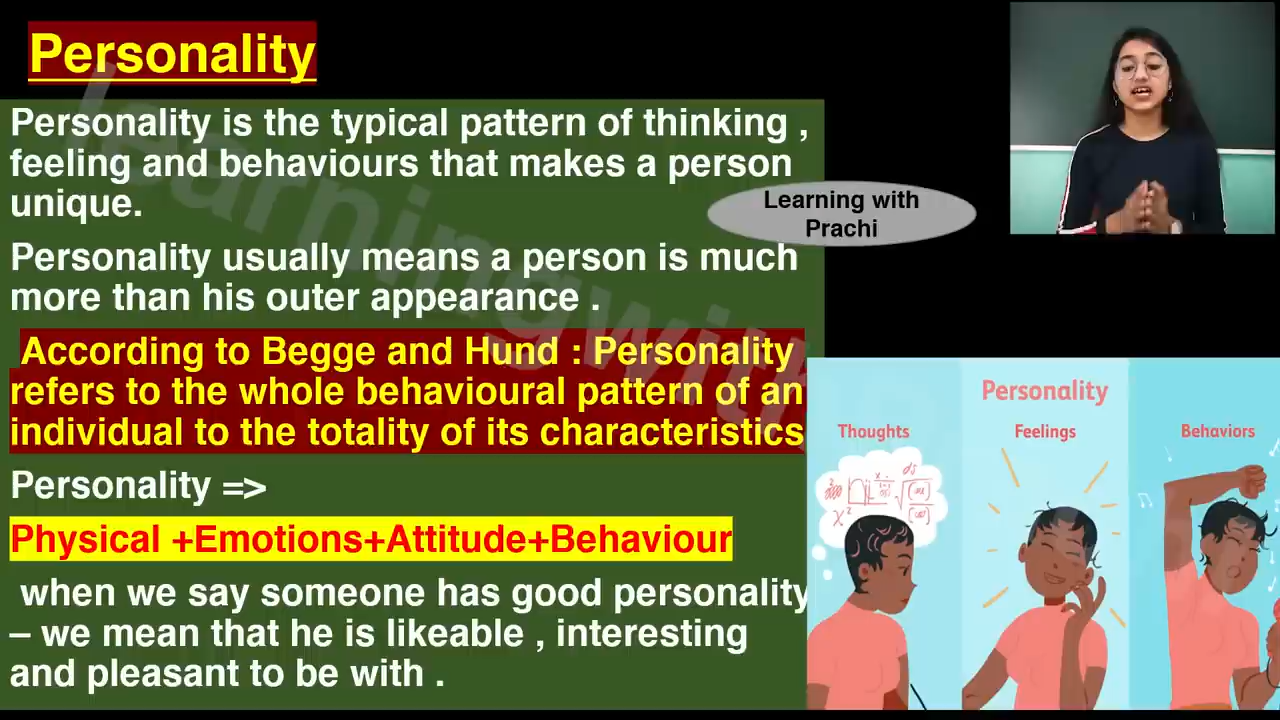 Personality
Personality is the typical pattern of thinking ,
feeling and behaviours that makes a person
unique.
Learning with
Prachi
Personality usually means a person is much
more than his outer appearance .
According to Begge and Hund : Personality
refers to the whole behavioural pattern of an
individual to the totality of its characteristics
Personality =>
Physical +Emotions+Attitude+Behaviour
when we say someone has good personality
– we mean that he is likeable , interesting
and pleasant to be with .
Personality
Thoughts
Feelings
Behaviors
learningwith